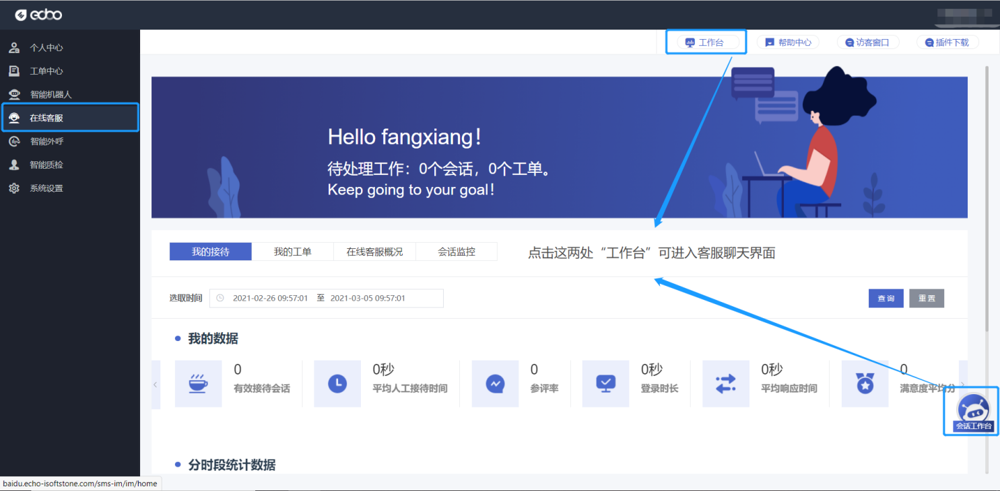 ecbo
工作台
帮助中心
访客窗口
插件下载
个人中心
工单中心
智能机器人
在线客服
智能外呼
智能质检
系统设置
Hello fangxiang!
待处理工作：0个会话，0个工单。
Keep going to your goal!
我的接待
我的工单
在线客服概况
会话监控
点击这两处“工作台”可进入客服聊天界面
选取时间
2021-02-26 09:57:01 至 2021-03-05 09:57:01
查询
重置
我的数据
0
有效接待会话
0秒
平均人工接待时间
0
参评率
0秒
登录时长
0秒
平均响应时间
0
满意度平均分
会话工作台
分时段统计数据
baidu.echo-isoftstone.com/sms-im/im/home